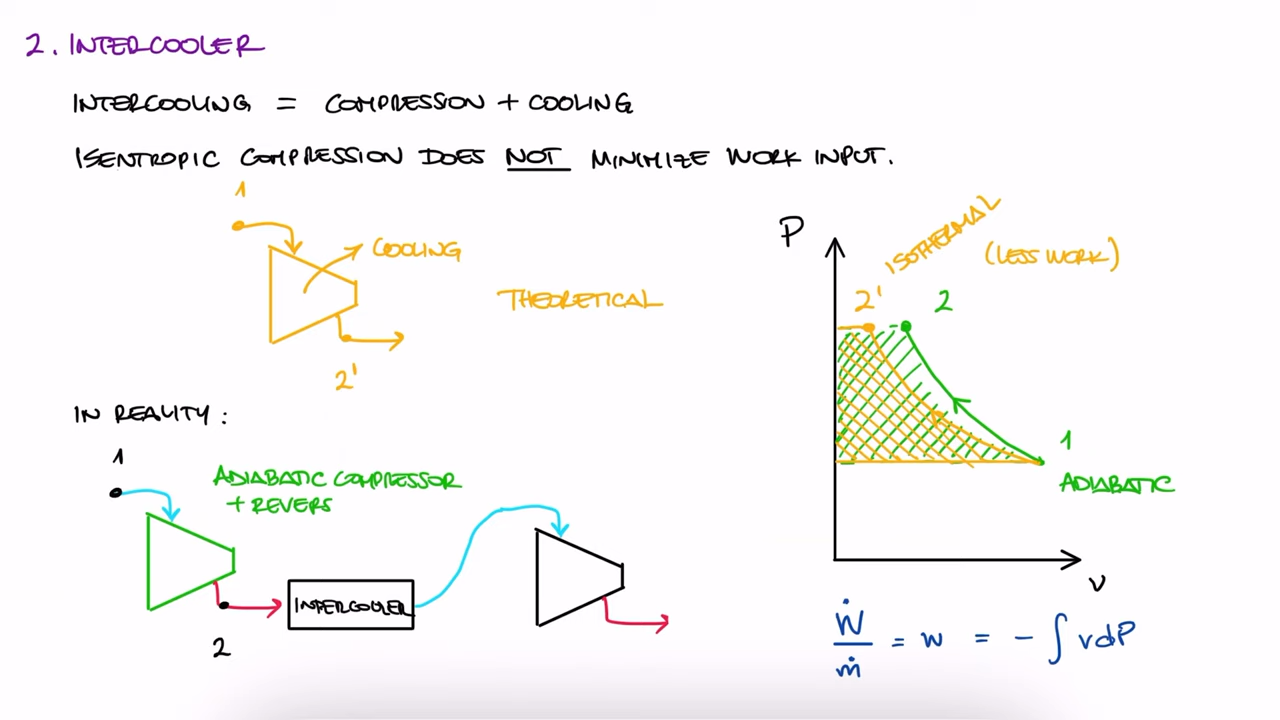 2. INTERCOOLER
INTERCOOLING = COMPRESSION + COOLING
ISENTROPIC COMPRESSION DOES NOT MINIMIZE WORK INPUT.
1
COOLING
THEORETICAL
2'
P
ISOTHERMAL
(LESS WORK)
2'
2
1
ADIABATIC
v
IN REALITY:
1
ADIABATIC COMPRESSOR
+ REVERS
INTERCOOLER
2
Ẇ/ṁ = w = - ∫ vdP